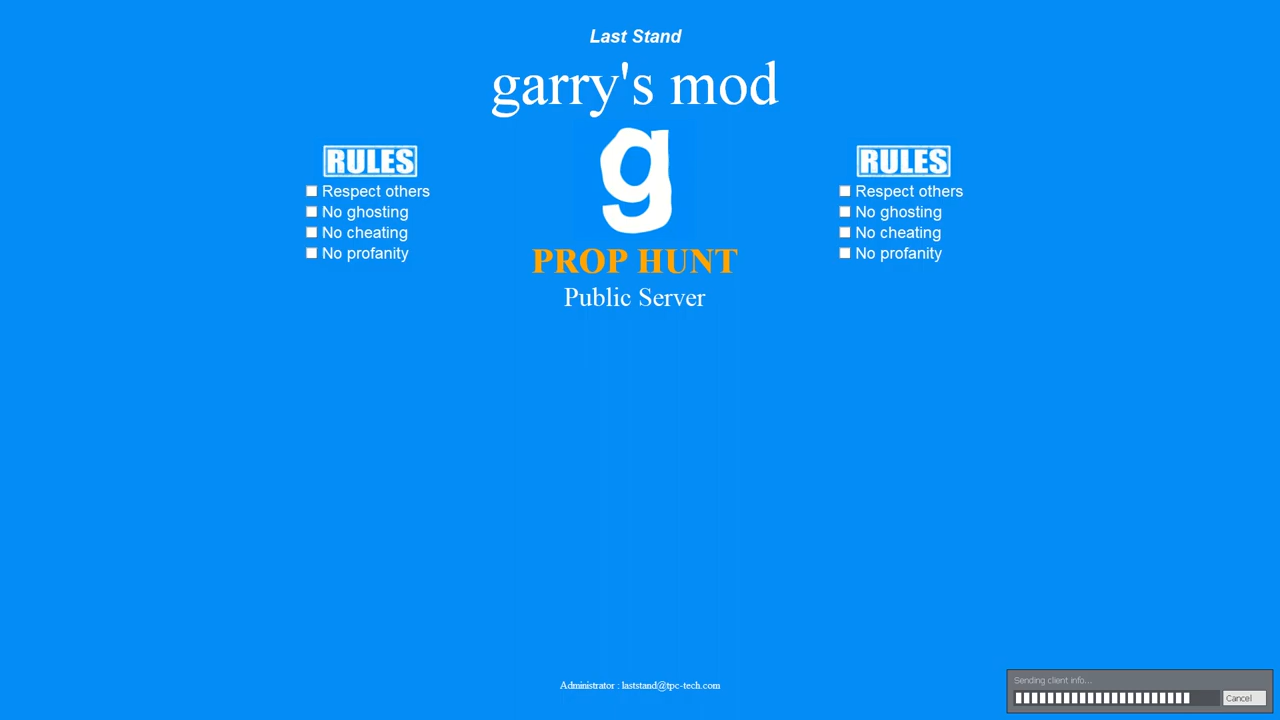 Last Stand
garry's mod
g
RULES
Respect others
No ghosting
No cheating
No profanity
PROP HUNT
Public Server
RULES
Respect others
No ghosting
No cheating
No profanity
Administrator : laststand@tpc-tech.com
Sending client info...
Cancel